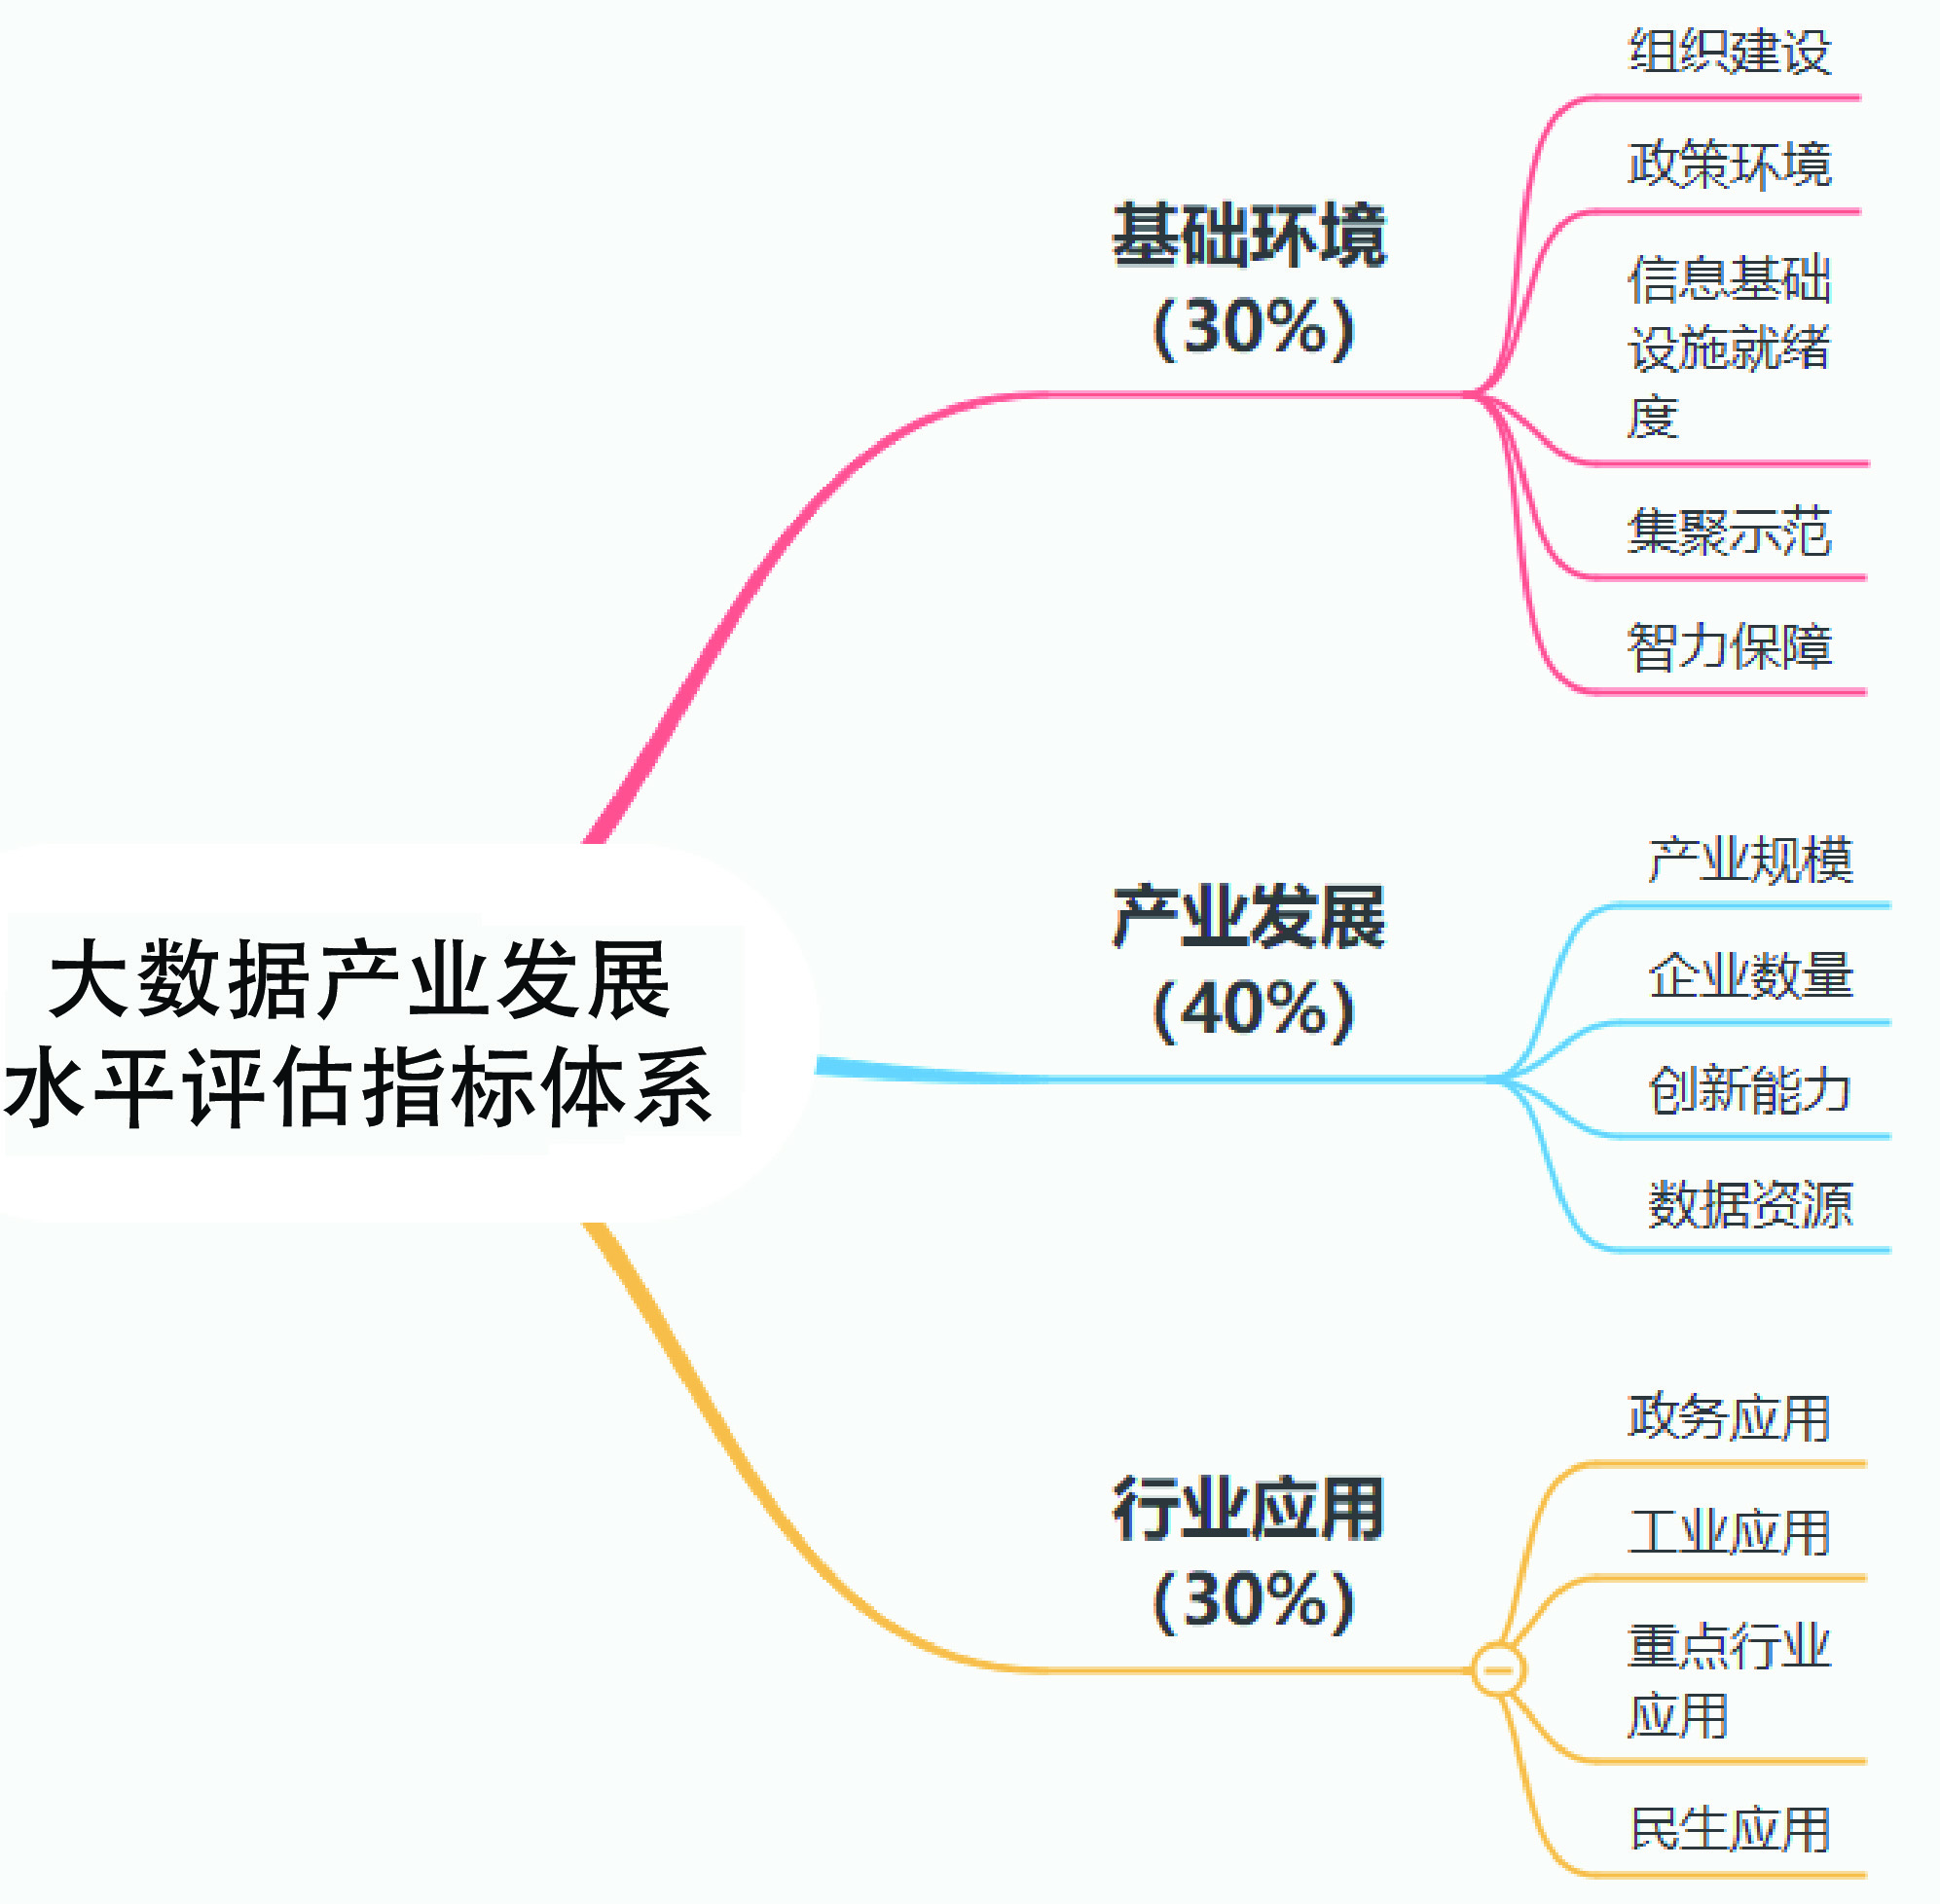 大数据产业发展
水平评估指标体系
基础环境
(30%)
组织建设
政策环境
信息基础
设施就绪
度
集聚示范
智力保障
产业发展
(40%)
产业规模
企业数量
创新能力
数据资源
行业应用
(30%)
政务应用
工业应用
重点行业
应用
民生应用